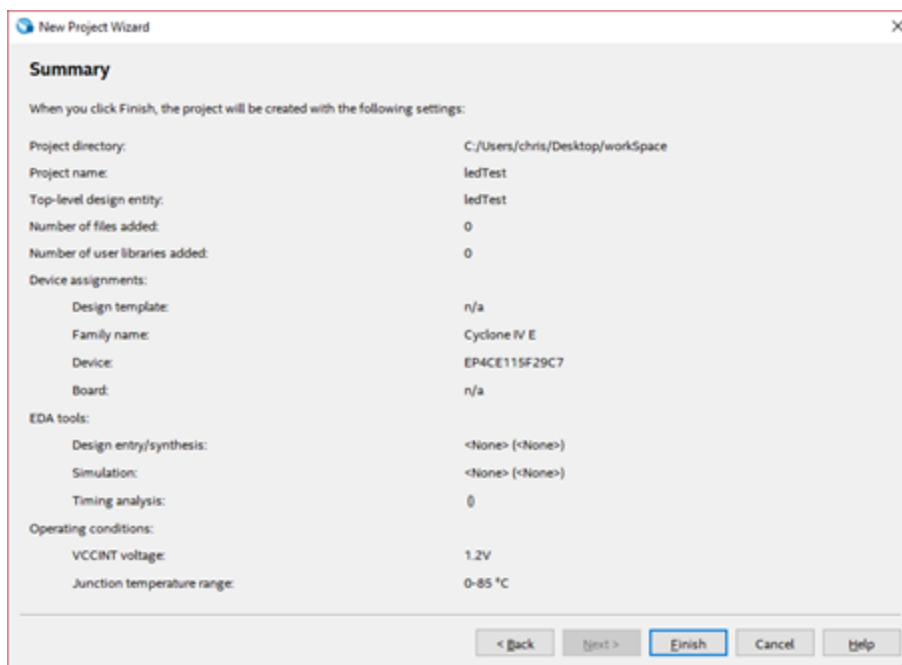 New Project Wizard
Summary
When you click Finish, the project will be created with the following settings:
Project directory: C:/Users/chris/Desktop/workSpace
Project name: ledTest
Top-level design entity: ledTest
Number of files added: 0
Number of user libraries added: 0
Device assignments:
Design template: n/a
Family name: Cyclone IV E
Device: EP4CE115F29C7
Board: n/a
EDA tools:
Design entry/synthesis: <None> (<None>)
Simulation: <None> (<None>)
Timing analysis: ()
Operating conditions:
VCCINT voltage: 1.2V
Junction temperature range: 0-85 °C
< Back Next > Finish Cancel Help